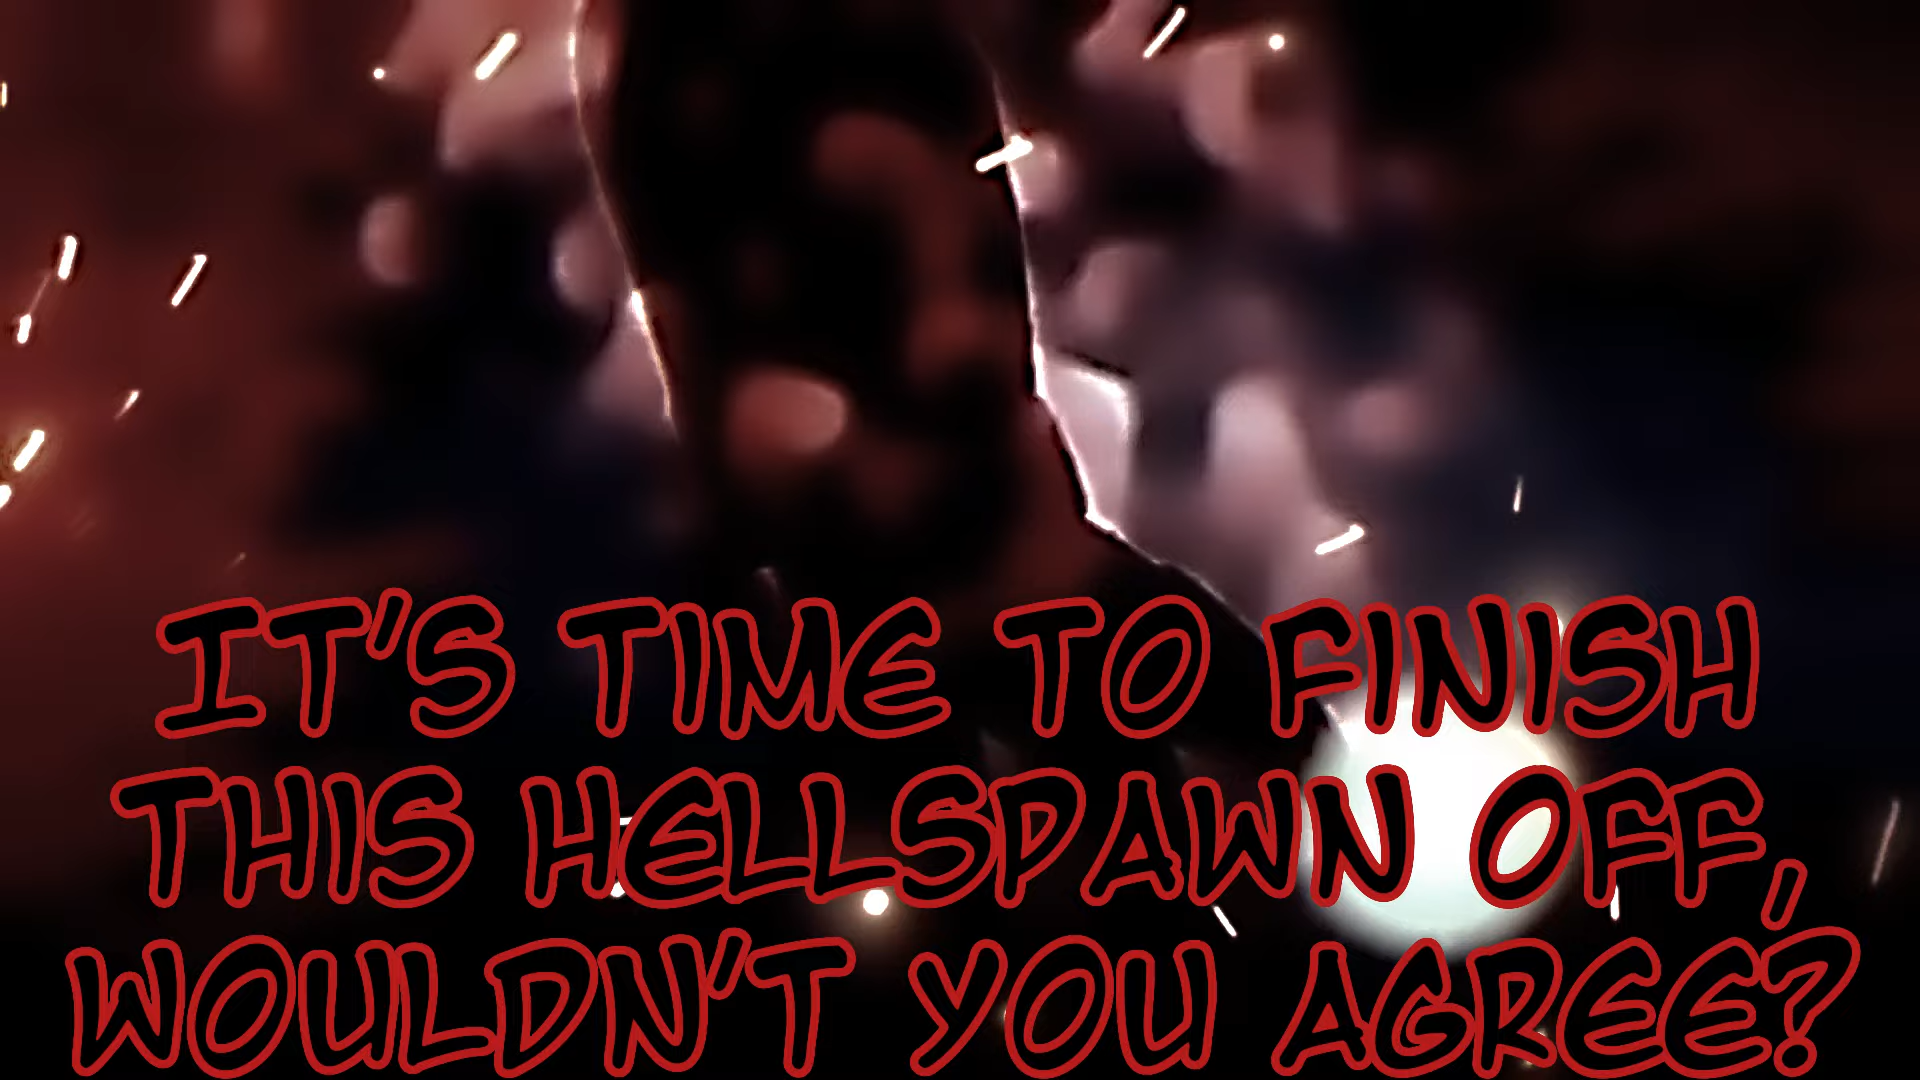 IT'S TIME TO FINISH
THIS HELLSPAWN OFF,
WOULDN'T YOU AGREE?